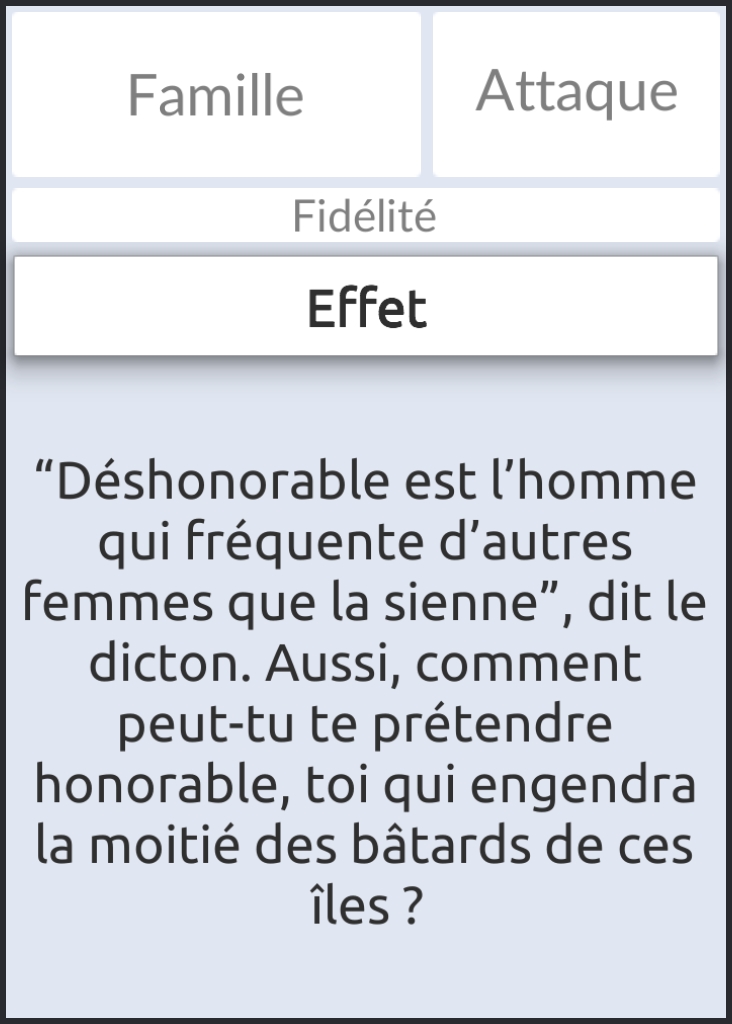 Famille
Attaque
Fidélité
Effet
“Déshonorable est l’homme
qui fréquente d’autres
femmes que la sienne”, dit le
dicton. Aussi, comment
peut-tu te prétendre
honorable, toi qui engendra
la moitié des bâtards de ces
îles ?